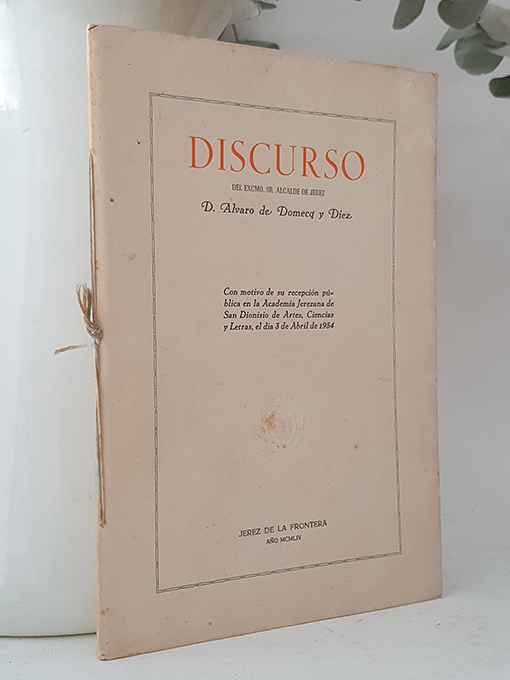 DISCURSO
DEL EXCMO. SR. ALCALDE DE JEREZ
D. Alvaro de Domecq y Díez
Con motivo de su recepción pú-
blica en la Academia Jerezana de
San Dionisio de Artes, Ciencias
y Letras, el día 3 de Abril de 1954
JEREZ DE LA FRONTERA
AÑO MCMLIV